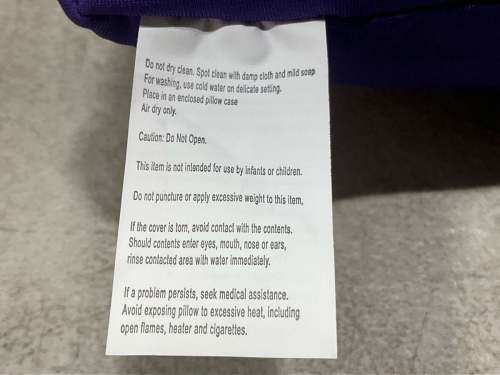 Do not dry clean. Spot clean with damp cloth and mild soap
For washing, use cold water on delicate setting.
Place in an enclosed pillow case
Air dry only.
Caution: Do Not Open.
This item is not intended for use by infants or children.
Do not puncture or apply excessive weight to this item,
If the cover is torn, avoid contact with the contents.
Should contents enter eyes, mouth, nose or ears,
rinse contacted area with water immediately.
If a problem persists, seek medical assistance.
Avoid exposing pillow to excessive heat, including
open flames, heater and cigarettes.